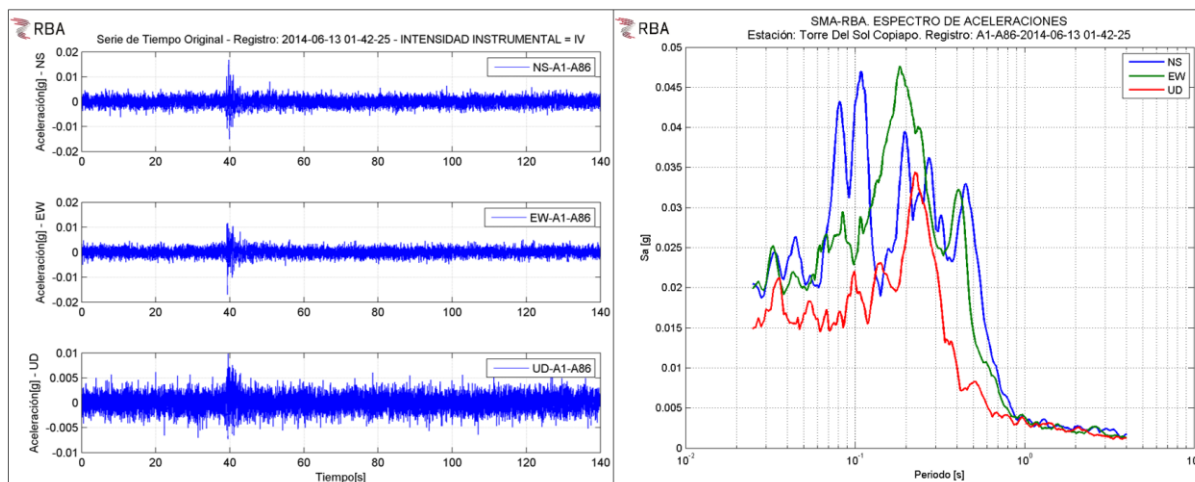 RBA
Serie de Tiempo Original - Registro: 2014-06-13 01-42-25 - INTENSIDAD INSTRUMENTAL = IV
Aceleración[g] - NS
0.02
0.01
0
-0.01
-0.02
NS-A1-A86
0 20 40 60 80 100 120 140
Aceleración[g] - EW
0.02
0.01
0
-0.01
-0.02
EW-A1-A86
0 20 40 60 80 100 120 140
Aceleración[g] - UD
0.01
0.005
0
-0.005
-0.01
UD-A1-A86
0 20 40 60 80 100 120 140
Tiempo[s]
RBA
SMA-RBA. ESPECTRO DE ACELERACIONES
Estación: Torre Del Sol Copiapo. Registro: A1-A86-2014-06-13 01-42-25
Sa [g]
0.05
0.045
0.04
0.035
0.03
0.025
0.02
0.015
0.01
0.005
0
NS
EW
UD
10^-2 10^-1 10^0 10
Periodo [s]